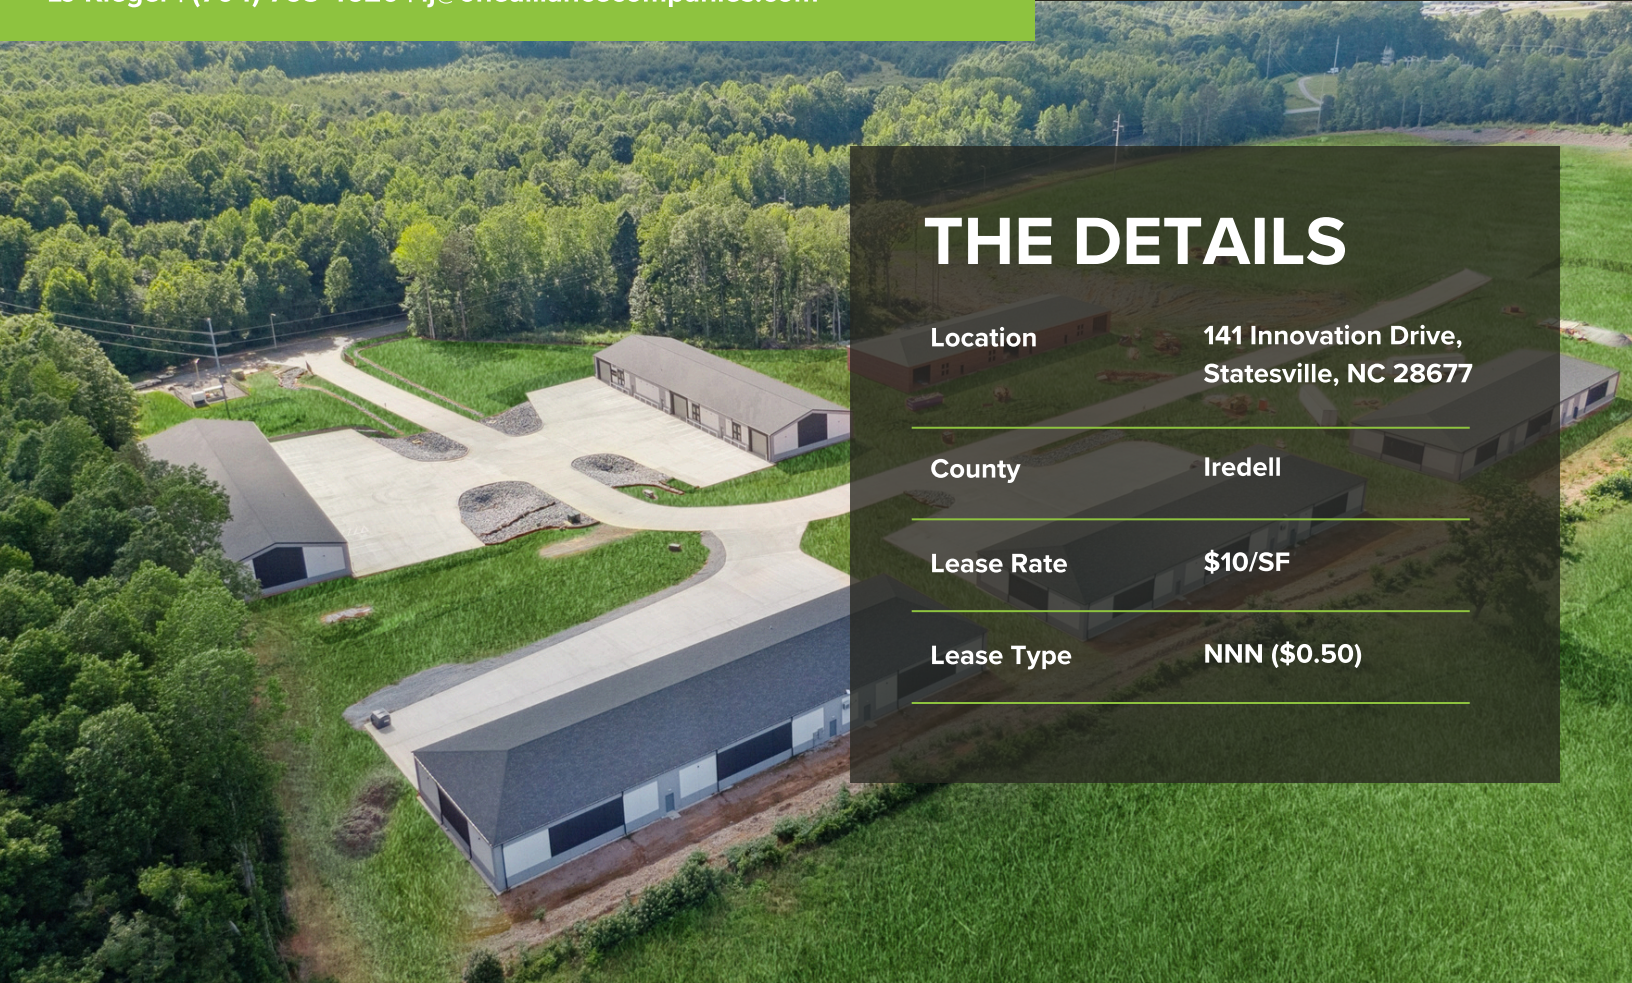 THE DETAILS
Location
141 Innovation Drive,
Statesville, NC 28677
County
Iredell
Lease Rate
$10/SF
Lease Type
NNN ($0.50)